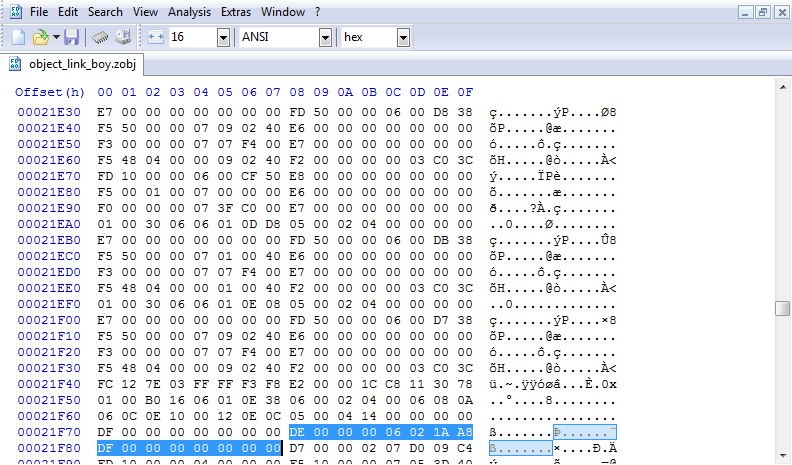 File Edit Search View Analysis Extras Window ?
16 ANSI hex
object_link_boy.zobj
Offset(h) 00 01 02 03 04 05 06 07 08 09 0A 0B 0C 0D 0E 0F
00021E30 E7 00 00 00 00 00 00 00 FD 50 00 00 06 00 D8 38 ç.......ýP....Ø8
00021E40 F5 50 00 00 07 09 02 40 E6 00 00 00 00 00 00 00 õP.....@æ.......
00021E50 F3 00 00 00 07 07 F4 00 E7 00 00 00 00 00 00 00 ó.....ô.ç.......
00021E60 F5 48 04 00 00 09 02 40 F2 00 00 00 00 03 C0 3C õH.....@ò.....À<
00021E70 FD 10 00 00 06 00 CF 50 E8 00 00 00 00 00 00 00 ý.....ÏPè.......
00021E80 F5 00 01 00 07 00 00 00 E6 00 00 00 00 00 00 00 õ.......æ.......
00021E90 F0 00 00 00 07 3F C0 00 E7 00 00 00 00 00 00 00 ð....?À.ç.......
00021EA0 01 00 30 06 06 01 0D D8 05 00 02 04 00 00 00 00 ..0....Ø........
00021EB0 E7 00 00 00 00 00 00 00 FD 50 00 00 06 00 DB 38 ç.......ýP....Û8
00021EC0 F5 50 00 00 07 01 00 40 E6 00 00 00 00 00 00 00 õP.....@æ.......
00021ED0 F3 00 00 00 07 07 F4 00 E7 00 00 00 00 00 00 00 ó.....ô.ç.......
00021EE0 F5 48 04 00 00 01 00 40 F2 00 00 00 00 03 C0 3C õH.....@ò.....À<
00021EF0 01 00 30 06 06 01 0E 08 05 00 02 04 00 00 00 00 ..0.............
00021F00 E7 00 00 00 00 00 00 00 FD 50 00 00 06 00 D7 38 ç.......ýP....×8
00021F10 F5 50 00 00 07 09 02 40 E6 00 00 00 00 00 00 00 õP.....@æ.......
00021F20 F3 00 00 00 07 07 F4 00 E7 00 00 00 00 00 00 00 ó.....ô.ç.......
00021F30 F5 48 04 00 00 09 02 40 F2 00 00 00 00 03 C0 3C õH.....@ò.....À<
00021F40 FC 12 7E 03 FF FF F3 F8 E2 00 00 1C C8 11 30 78 ü.~.ÿÿóøâ...È.0x
00021F50 01 00 B0 16 06 01 0E 38 06 00 02 04 00 06 08 0A ..°....8........
00021F60 06 0C 0E 10 00 12 0E 0C 05 00 04 14 00 00 00 00 ................
00021F70 DF 00 00 00 00 00 00 00 DE 00 00 00 06 02 1A A8 ß.......Þ......¨
00021F80 DF 00 00 00 00 00 00 00 D7 00 00 02 07 D0 09 C4 ß.......×....Ð.Ä